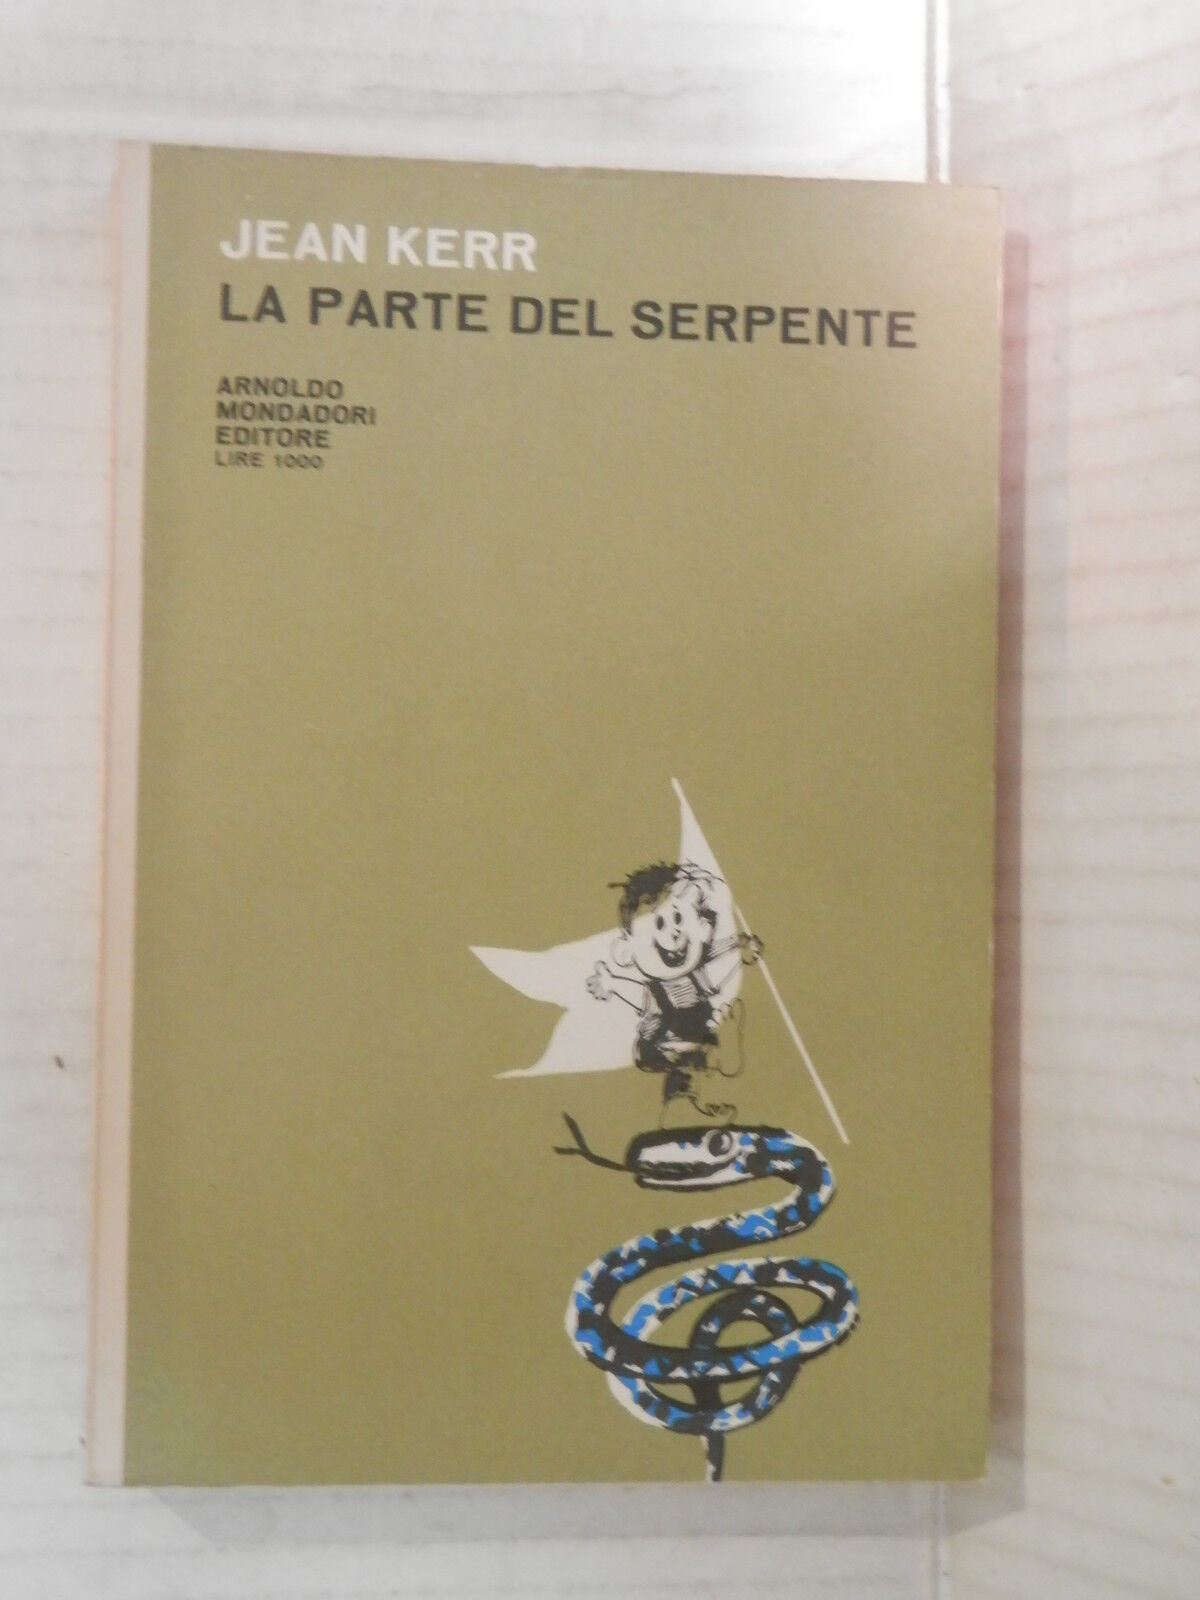 JEAN KERR
LA PARTE DEL SERPENTE
ARNOLDO
MONDADORI
EDITORE
LIRE 1000